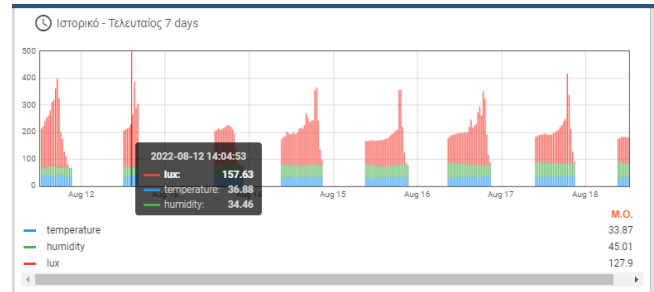 Ιστορικό - Τελευταίος 7 days
500
400
300
200
100
0
2022-08-12 14:04:53
lux: 157.63
temperature: 36.88
humidity: 34.46
Aug 12
Aug 15
Aug 16
Aug 17
Aug 18
M.O.
temperature 33.87
humidity 45.01
lux 127.9